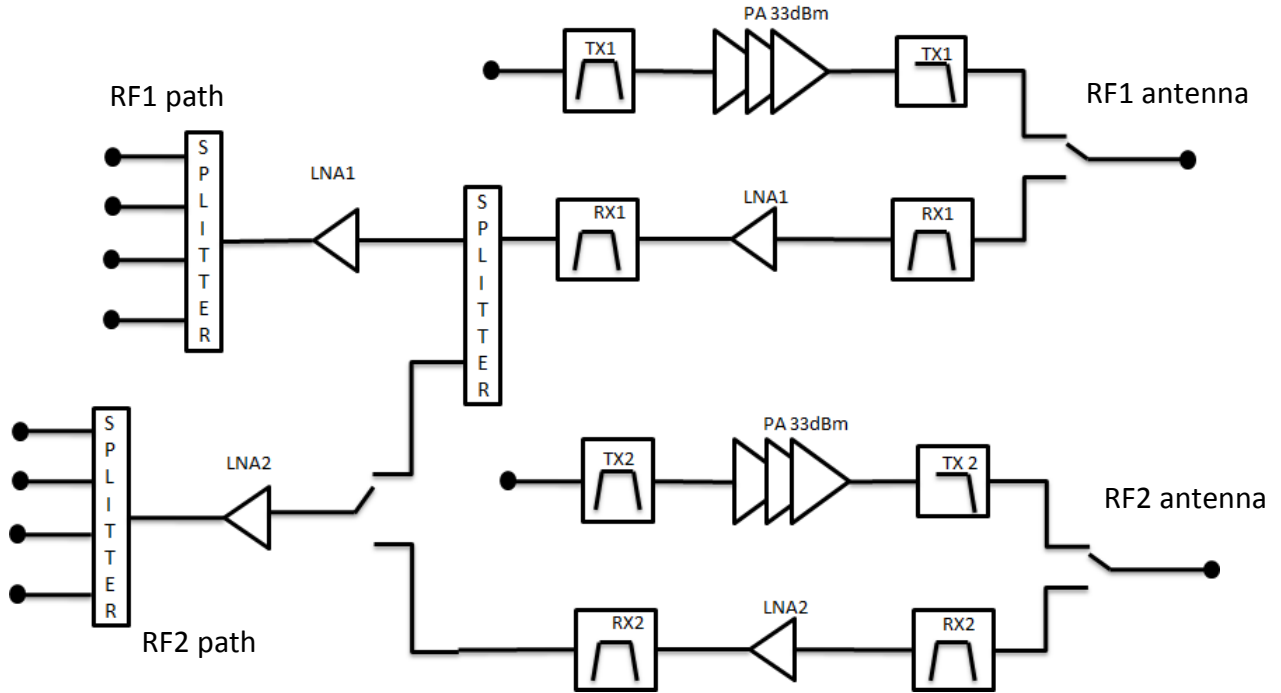 PA 33dBm
TX1
TX1
RF1 path
RF1 antenna
SPLITTER
LNA1
SPLITTER
RX1
LNA1
RX1
SPLITTER
LNA2
PA 33dBm
TX2
TX 2
RF2 antenna
RF2 path
RX2
LNA2
RX2